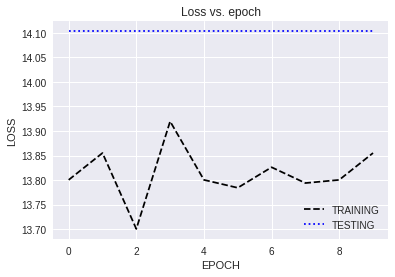 Loss vs. epoch
14.10
14.05
14.00
13.95
13.90
13.85
13.80
13.75
13.70
LOSS
TRAINING
TESTING
0 2 4 6 8
EPOCH